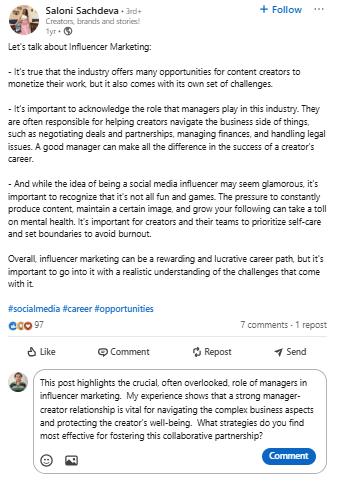 Saloni Sachdeva • 3rd+
+ Follow ...
Creators, brands and stories!
1yr •
Let's talk about Influencer Marketing:
- It's true that the industry offers many opportunities for content creators to
monetize their work, but it also comes with its own set of challenges.
- It's important to acknowledge the role that managers play in this industry. They
are often responsible for helping creators navigate the business side of things,
such as negotiating deals and partnerships, managing finances, and handling legal
issues. A good manager can make all the difference in the success of a creator's
career.
- And while the idea of being a social media influencer may seem glamorous, it's
important to recognize that it's not all fun and games. The pressure to constantly
produce content, maintain a certain image, and grow your following can take a toll
on mental health. It's important for creators and their teams to prioritize self-care
and set boundaries to avoid burnout.
Overall, influencer marketing can be a rewarding and lucrative career path, but it's
important to go into it with a realistic understanding of the challenges that come
with it.
#socialmedia #career #opportunities
97
7 comments · 1 repost
Like Comment Repost Send
This post highlights the crucial, often overlooked, role of managers in
influencer marketing. My experience shows that a strong manager-
creator relationship is vital for navigating the complex business aspects
and protecting the creator's well-being. What strategies do you find
most effective for fostering this collaborative partnership?
Comment